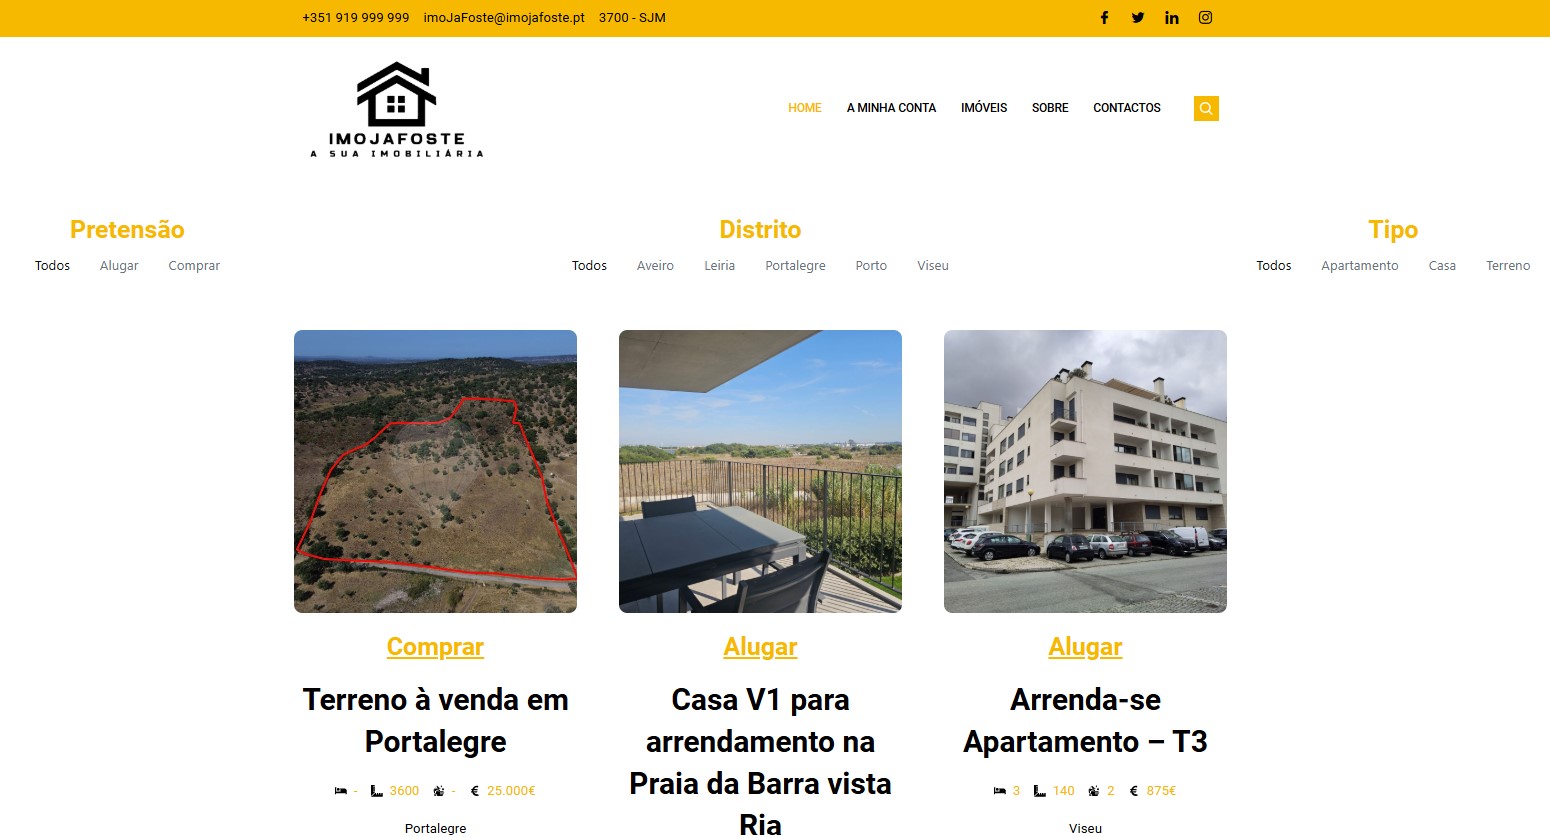 +351 919 999 999 imoJaFoste@imojafoste.pt 3700 - SJM
IMOJAFOSTE
A SUA IMOBILIÁRIA
HOME A MINHA CONTA IMÓVEIS SOBRE CONTACTOS
Pretensão
Todos Alugar Comprar
Distrito
Todos Aveiro Leiria Portalegre Porto Viseu
Tipo
Todos Apartamento Casa Terreno
Comprar
Terreno à venda em
Portalegre
- 3600 - € 25.000€
Portalegre
Alugar
Casa V1 para
arrendamento na
Praia da Barra vista
Ria
Alugar
Arrenda-se
Apartamento – T3
3 140 2 € 875€
Viseu